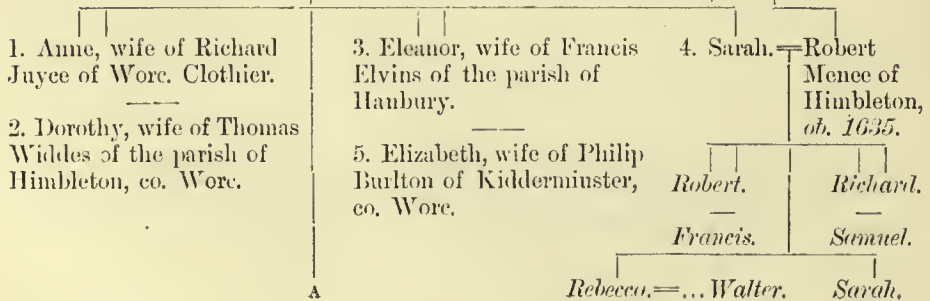 1. Anne, wife of Richard
Juyce of Worc. Clothier.
2. Dorothy, wife of Thomas
Widdes of the parish of
Himbleton, co. Worc.
3. Eleanor, wife of Francis
Elvins of the parish of
Hanbury.
5. Elizabeth, wife of Philip
Burlton of Kidderminster,
co. Worc.
4. Sarah.=Robert
Mence of
Himbleton,
ob. 1635.
Robert. Richard.
Francis. Samuel.
Rebecca.=... Walter. Sarah.
A